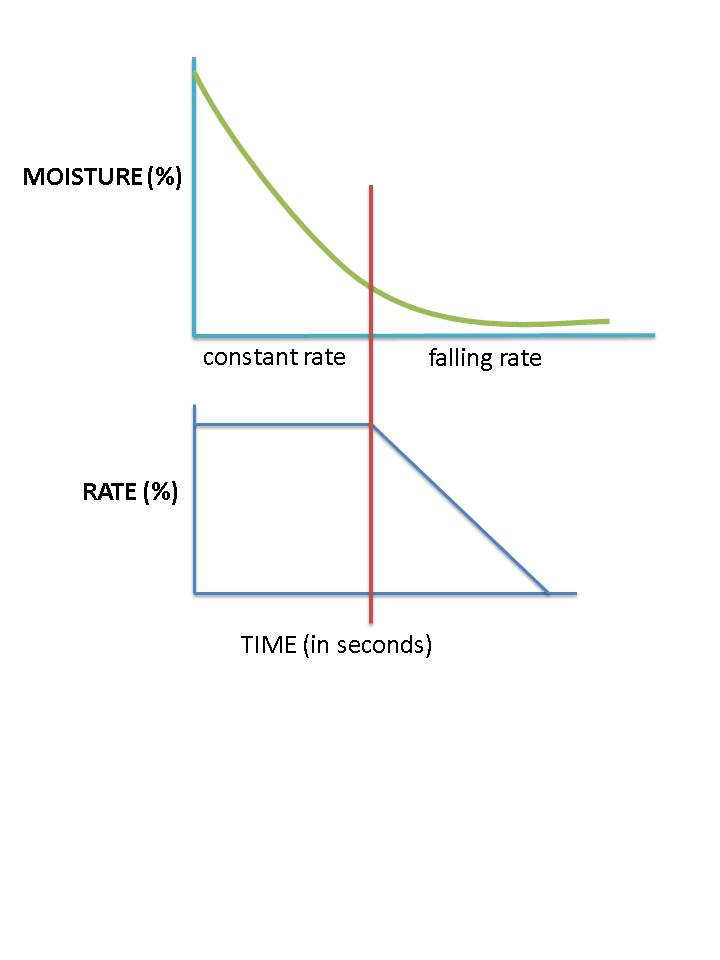 MOISTURE (%)
constant rate
falling rate
RATE (%)
TIME (in seconds)